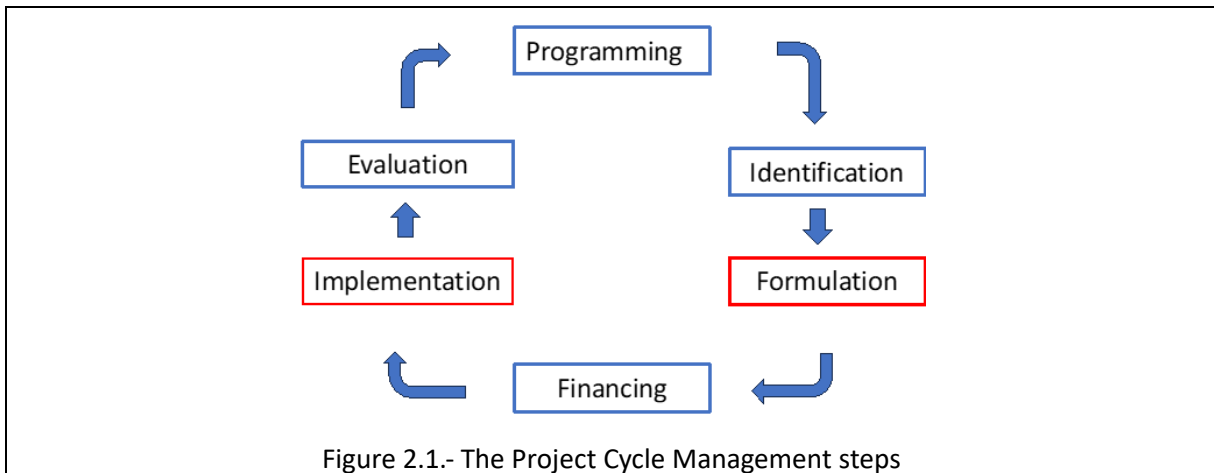 Programming
Evaluation
Identification
Implementation
Formulation
Financing
Figure 2.1.- The Project Cycle Management steps